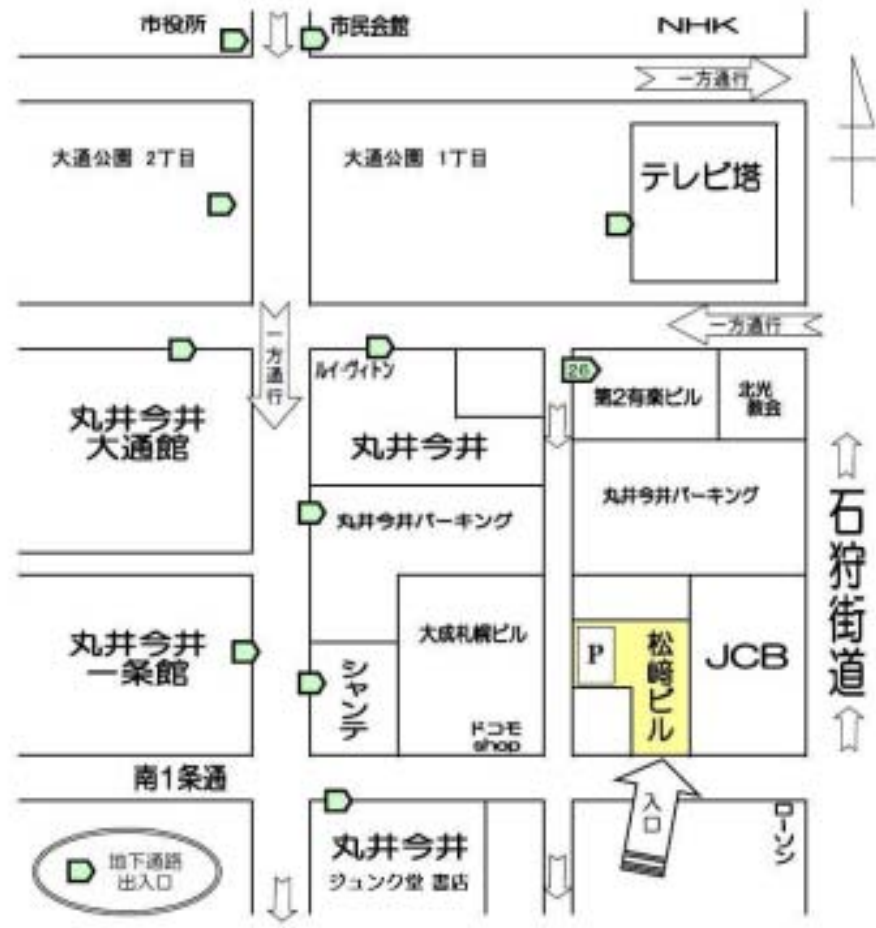 市役所
市民会館
NHK
一方通行
大通公園 2丁目
大通公園 1丁目
テレビ塔
一方通行
一方通行
ルイ・ヴィトン
26
第2有楽ビル
北光
教会
丸井今井
大通館
丸井今井
丸井今井パーキング
丸井今井パーキング
石狩街道
丸井今井
一条館
シャンテ
大成札幌ビル
ドコモ
shop
P
松崎ビル
JCB
南1条通
入口
ローソン
地下通路
出入口
丸井今井
ジュンク堂 書店